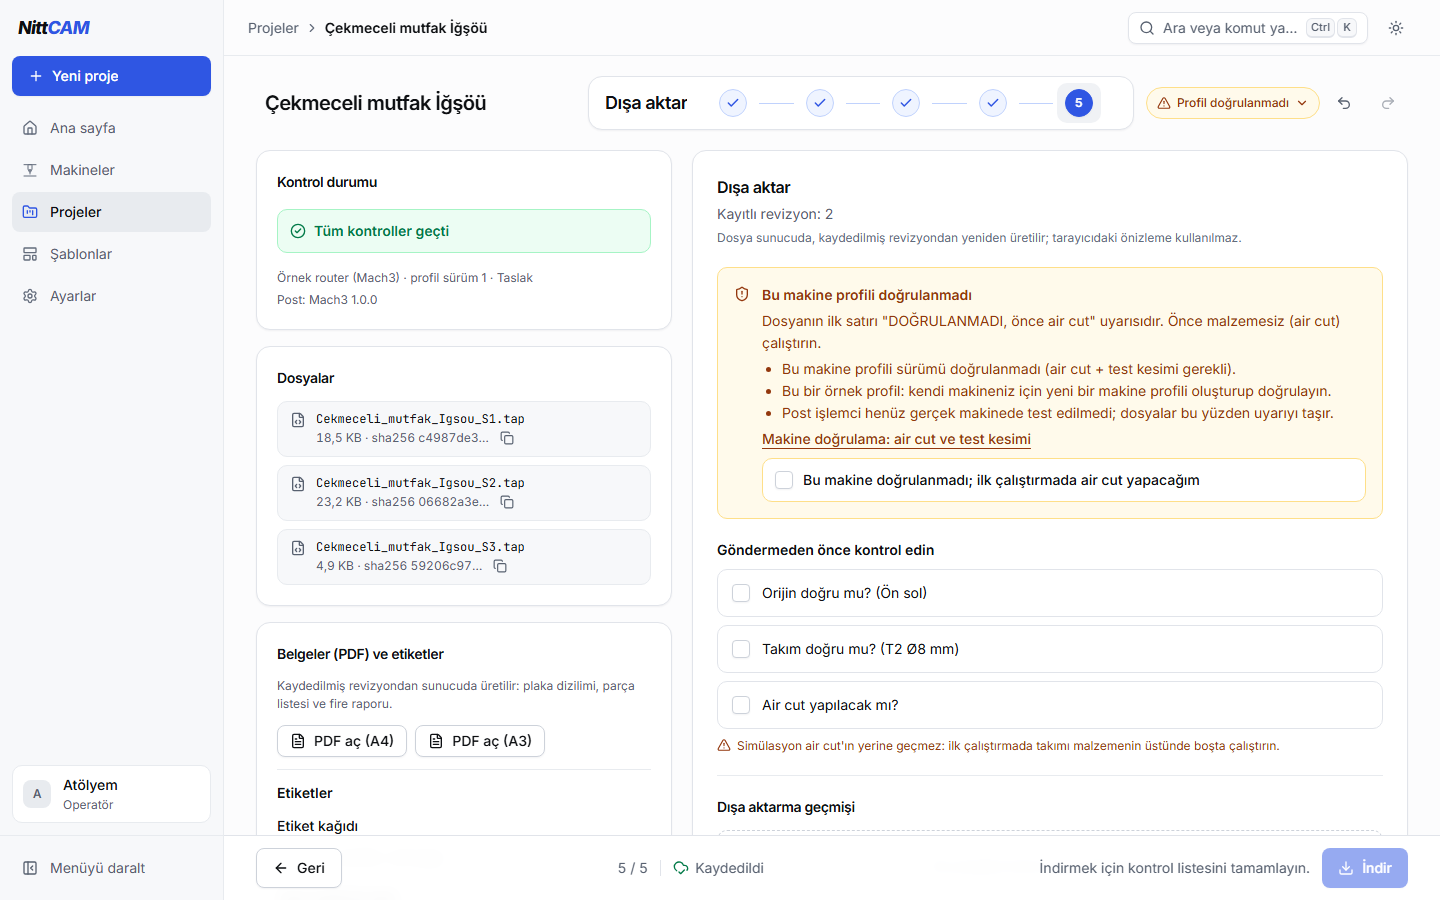 NittCAM
Yeni proje
Ana sayfa
Makineler
Projeler
Şablonlar
Ayarlar
A
Atölyem
Operatör
Menüyü daralt
Projeler > Çekmeceli mutfak İğşöü
Ara veya komut ya... Ctrl K
Çekmeceli mutfak İğşöü
Dışa aktar
5
Profil doğrulanmadı
Kontrol durumu
Tüm kontroller geçti
Örnek router (Mach3) · profil sürüm 1 · Taslak
Post: Mach3 1.0.0
Dosyalar
Cekmeceli_mutfak_Igsou_S1.tap
18,5 KB · sha256 c4987de3...
Cekmeceli_mutfak_Igsou_S2.tap
23,2 KB · sha256 06682a3e...
Cekmeceli_mutfak_Igsou_S3.tap
4,9 KB · sha256 59206c97...
Belgeler (PDF) ve etiketler
Kaydedilmiş revizyondan sunucuda üretilir: plaka dizilimi, parça
listesi ve fire raporu.
PDF aç (A4)
PDF aç (A3)
Etiketler
Etiket kağıdı
Dışa aktar
Kayıtlı revizyon: 2
Dosya sunucuda, kaydedilmiş revizyondan yeniden üretilir; tarayıcıdaki önizleme kullanılmaz.
Bu makine profili doğrulanmadı
Dosyanın ilk satırı "DOĞRULANMADI, önce air cut" uyarısıdır. Önce malzemesiz (air cut)
çalıştırın.
• Bu makine profili sürümü doğrulanmadı (air cut + test kesimi gerekli).
• Bu bir örnek profil: kendi makineniz için yeni bir makine profili oluşturup doğrulayın.
• Post işlemci henüz gerçek makinede test edilmedi; dosyalar bu yüzden uyarıyı taşır.
Makine doğrulama: air cut ve test kesimi
Bu makine doğrulanmadı; ilk çalıştırmada air cut yapacağım
Göndermeden önce kontrol edin
Orijin doğru mu? (Ön sol)
Takım doğru mu? (T2 Ø8 mm)
Air cut yapılacak mı?
Simülasyon air cut'ın yerine geçmez: ilk çalıştırmada takımı malzemenin üstünde boşta çalıştırın.
Dışa aktarma geçmişi
Geri
5 / 5
Kaydedildi
İndirmek için kontrol listesini tamamlayın.
İndir